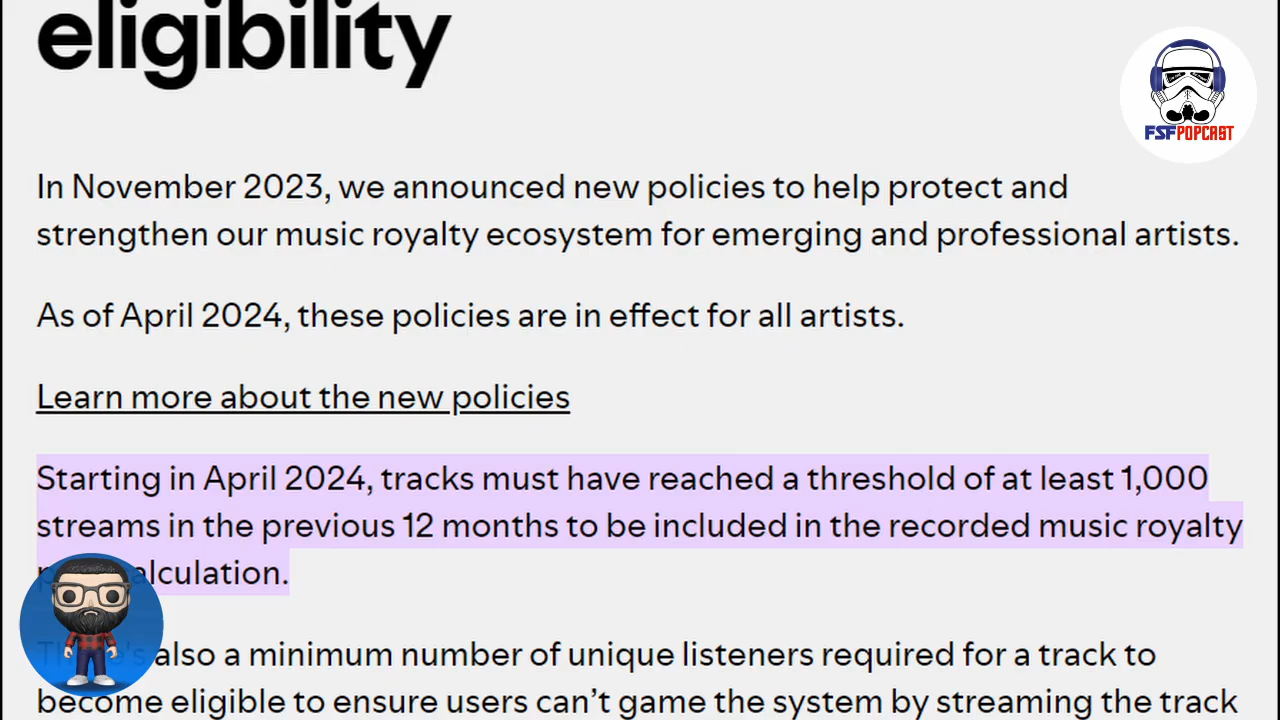 eligibility
FSFPOPCAST
In November 2023, we announced new policies to help protect and
strengthen our music royalty ecosystem for emerging and professional artists.
As of April 2024, these policies are in effect for all artists.
Learn more about the new policies
Starting in April 2024, tracks must have reached a threshold of at least 1,000
streams in the previous 12 months to be included in the recorded music royalty
alculation.
also a minimum number of unique listeners required for a track to
become eligible to ensure users can’t game the system by streaming the track